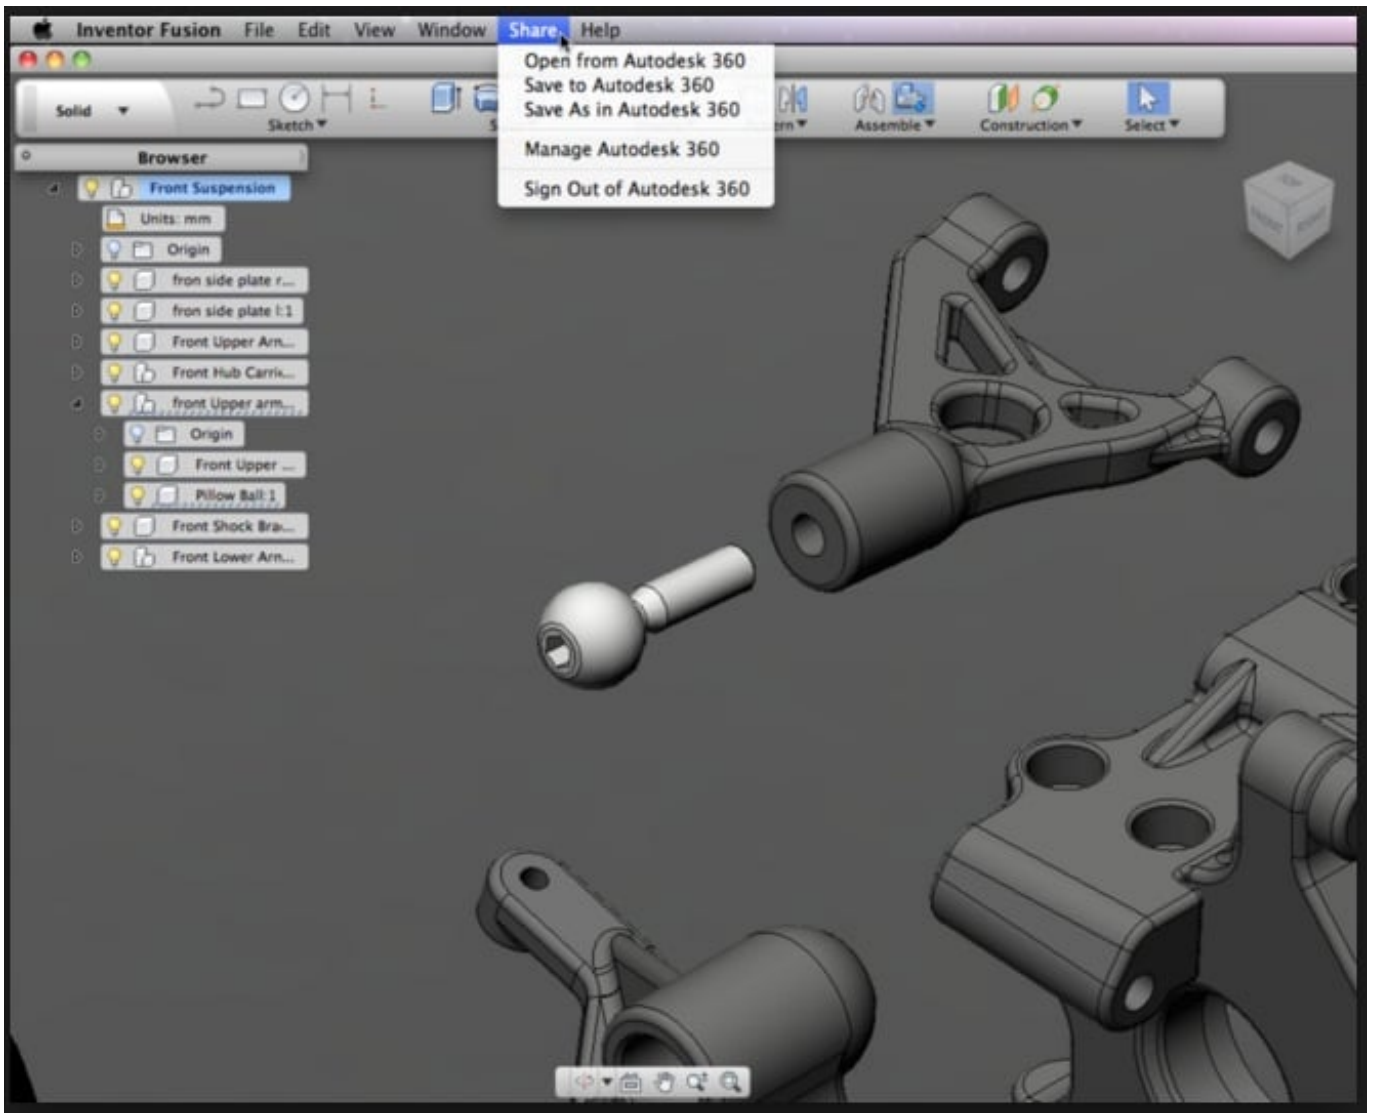 Inventor Fusion File Edit View Window Share Help
Open from Autodesk 360
Save to Autodesk 360
Save As in Autodesk 360
Manage Autodesk 360
Sign Out of Autodesk 360
Solid
Sketch
Assemble
Construction
Select
Browser
Front Suspension
Units: mm
Origin
fron side plate r...
fron side plate l:1
Front Upper Arn...
Front Hub Carri...
front Upper arm...
Origin
Front Upper ...
Pillow Ball:1
Front Shock Bra...
Front Lower Arn...
TOP
FRONT
RIGHT